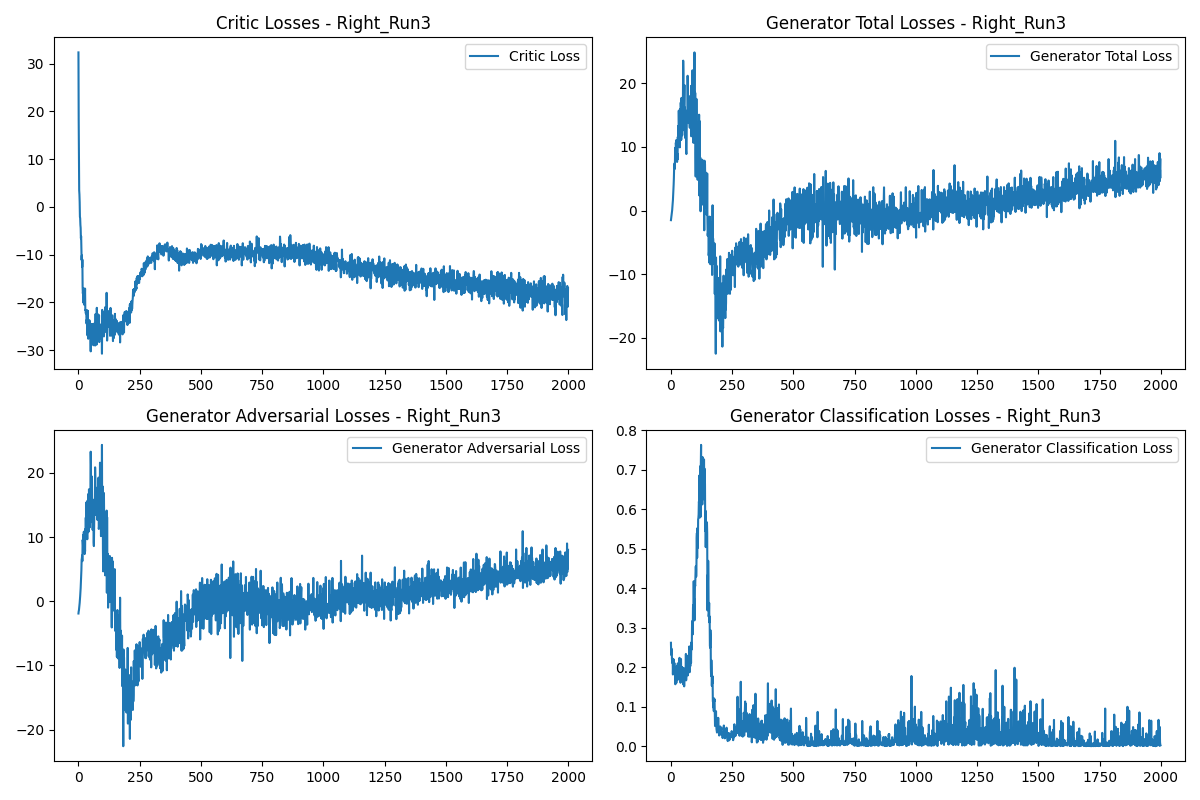 Critic Losses - Right_Run3
Critic Loss
30
20
10
0
−10
−20
−30
0 250 500 750 1000 1250 1500 1750 2000
Generator Total Losses - Right_Run3
Generator Total Loss
20
10
0
−10
−20
0 250 500 750 1000 1250 1500 1750 2000
Generator Adversarial Losses - Right_Run3
Generator Adversarial Loss
20
10
0
−10
−20
0 250 500 750 1000 1250 1500 1750 2000
Generator Classification Losses - Right_Run3
Generator Classification Loss
0.8
0.7
0.6
0.5
0.4
0.3
0.2
0.1
0.0
0 250 500 750 1000 1250 1500 1750 2000